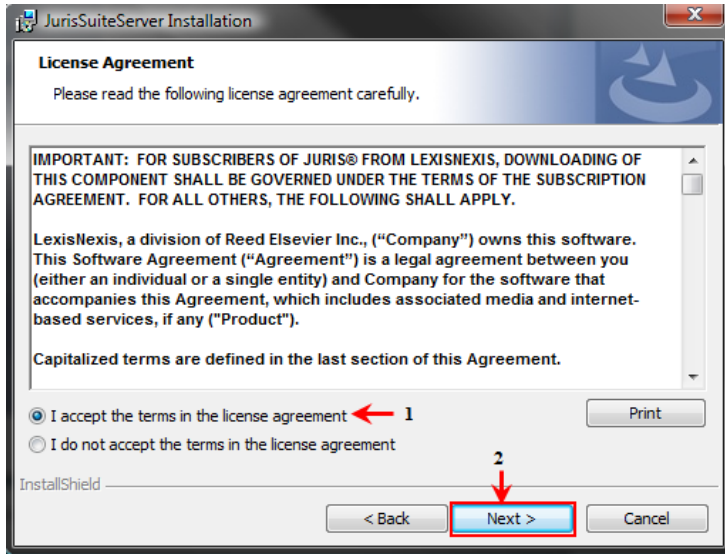 JurisSuiteServer Installation
License Agreement
Please read the following license agreement carefully.
IMPORTANT:  FOR SUBSCRIBERS OF JURIS® FROM LEXISNEXIS, DOWNLOADING OF
THIS COMPONENT SHALL BE GOVERNED UNDER THE TERMS OF THE SUBSCRIPTION
AGREEMENT.  FOR ALL OTHERS, THE FOLLOWING SHALL APPLY.
LexisNexis, a division of Reed Elsevier Inc., (“Company”) owns this software.
This Software Agreement (“Agreement”) is a legal agreement between you
(either an individual or a single entity) and Company for the software that
accompanies this Agreement, which includes associated media and internet-
based services, if any ("Product").
Capitalized terms are defined in the last section of this Agreement.
I accept the terms in the license agreement 1 Print
I do not accept the terms in the license agreement
2
InstallShield
< Back Next > Cancel